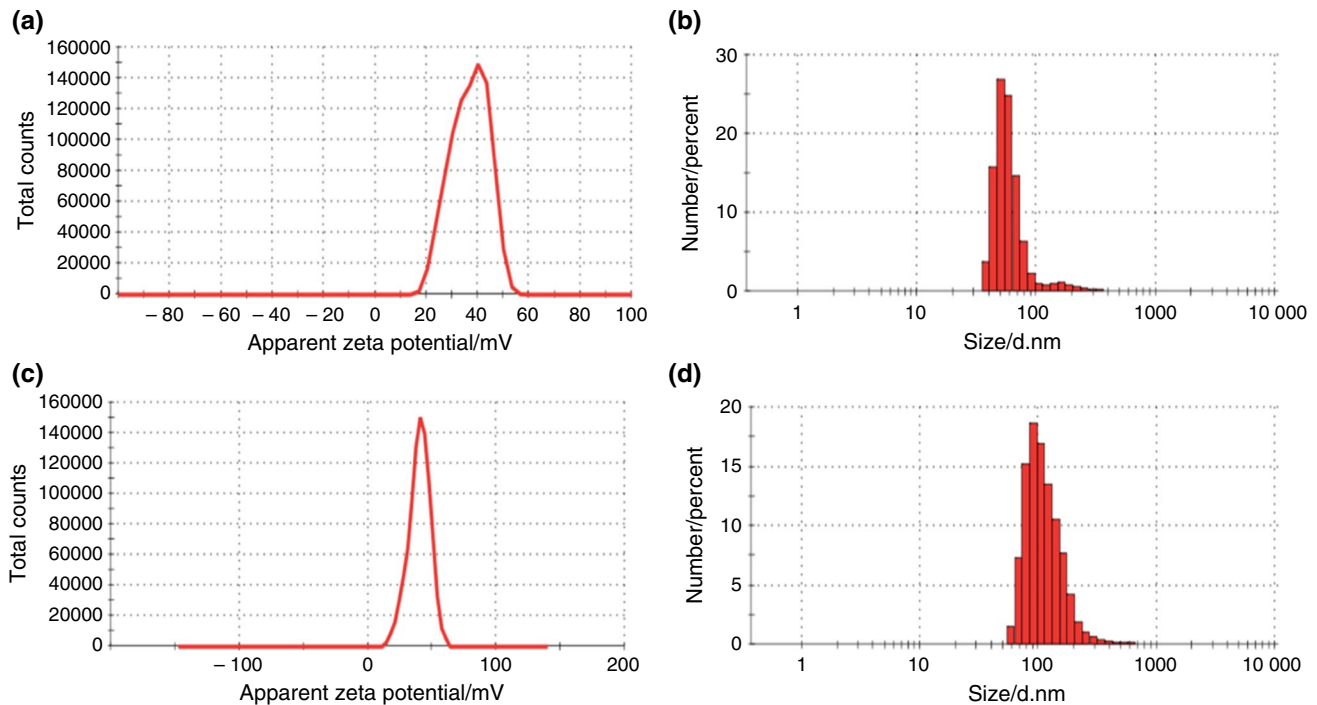 (a)
160000
140000
120000
100000
80000
60000
40000
20000
0
Total counts
– 80 – 60 – 40 – 20 0 20 40 60 80 100
Apparent zeta potential/mV
(b)
30
20
10
0
Number/percent
1 10 100 1000 10 000
Size/d.nm
(c)
160000
140000
120000
100000
80000
60000
40000
20000
0
Total counts
– 100 0 100 200
Apparent zeta potential/mV
(d)
20
15
10
5
0
Number/percent
1 10 100 1000 10 000
Size/d.nm